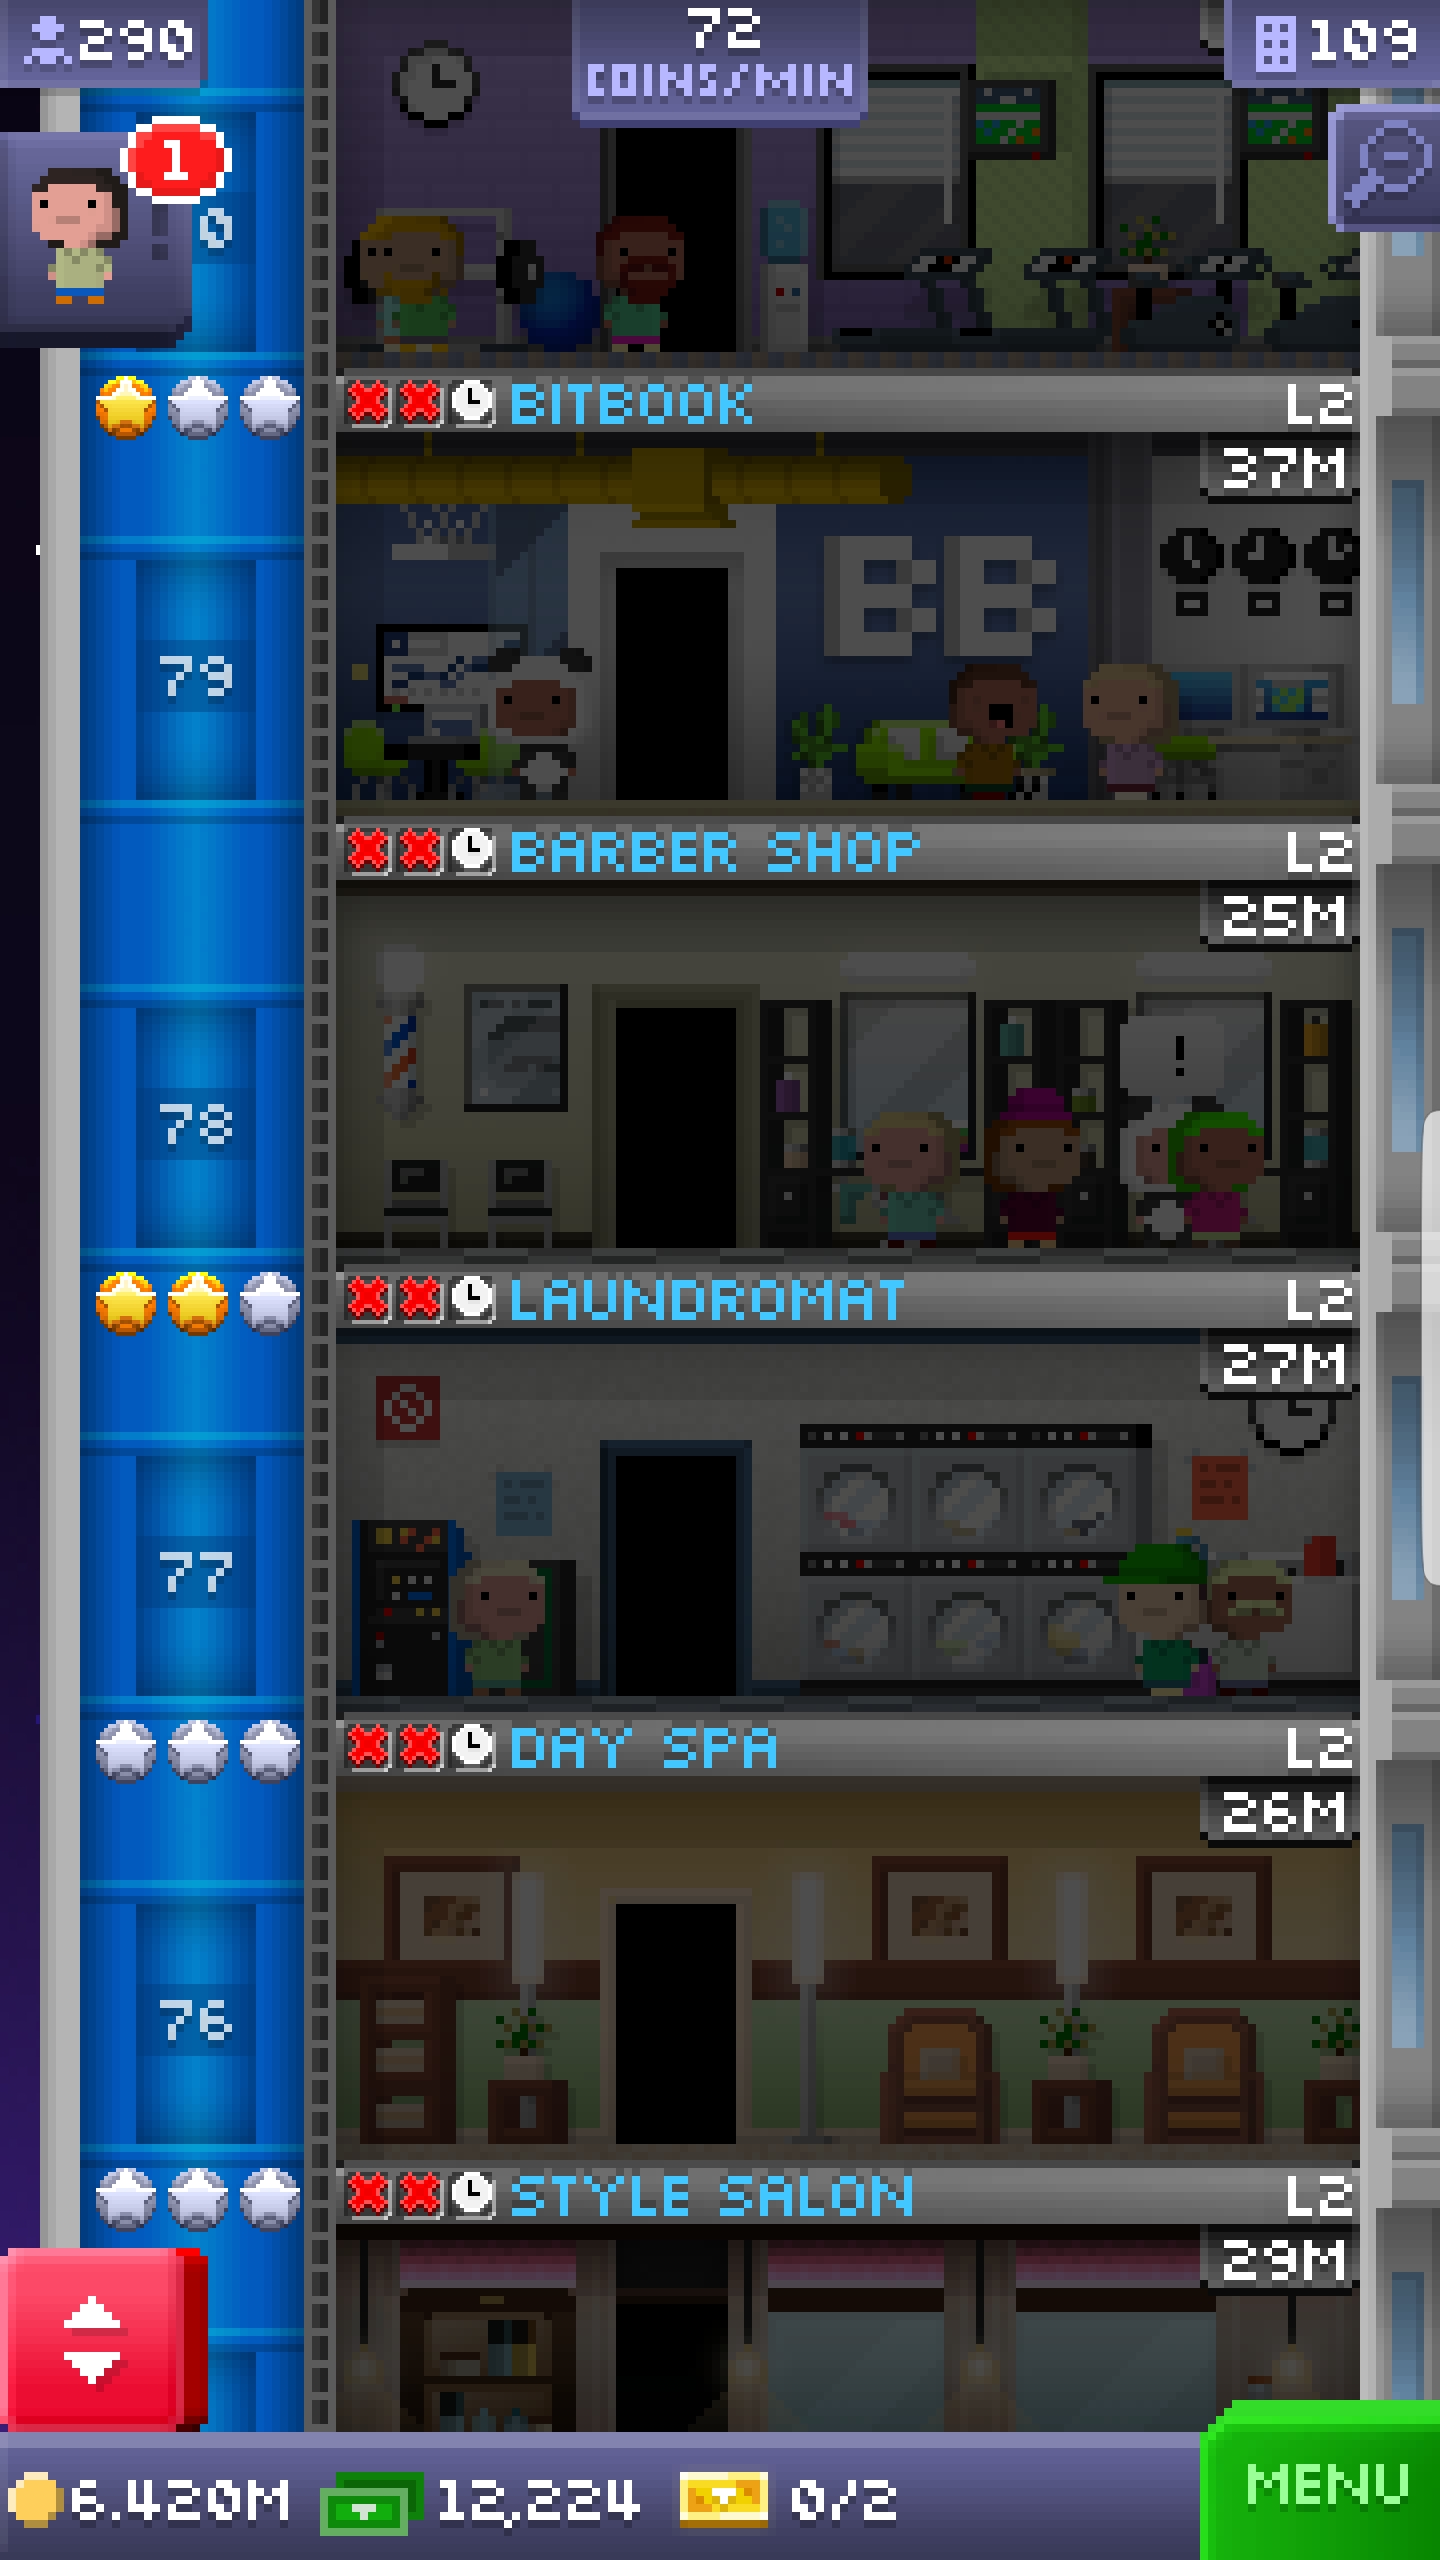 290
72
COINS/MIN
109
1
0
BITBOOK L2
37M
BB
79
BARBER SHOP L2
25M
!
78
LAUNDROMAT L2
27M
77
DAY SPA L2
26M
76
STYLE SALON L2
29M
6.420M 12,224 0/2
MENU